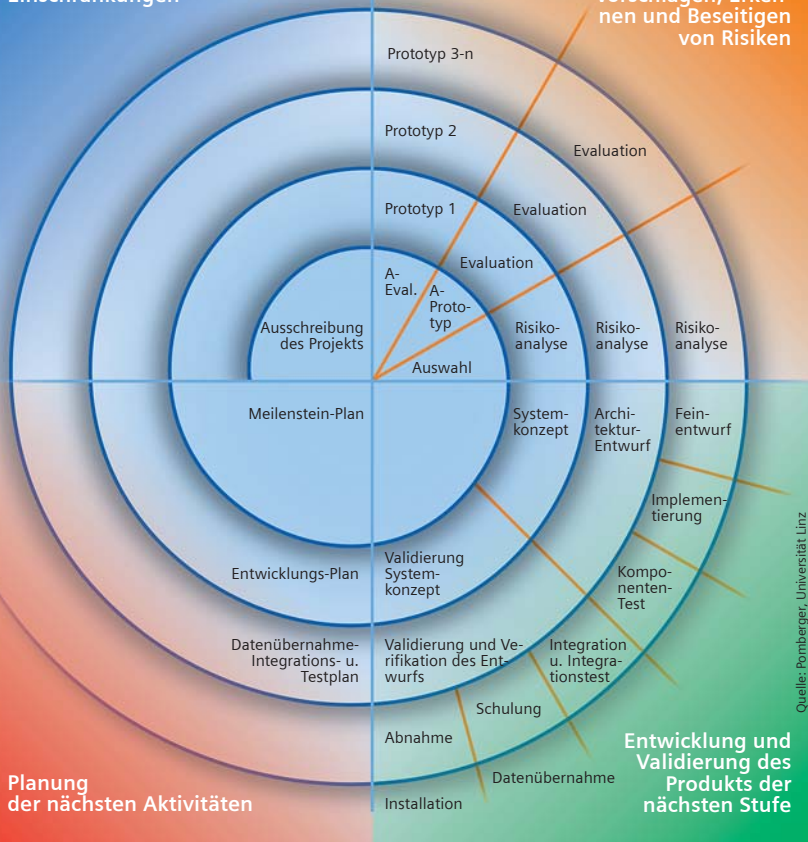 Einschränkungen
Vorschlägen, Erken-
nen und Beseitigen
von Risiken
Prototyp 3-n
Prototyp 2
Prototyp 1
Evaluation
Evaluation
Evaluation
A-
Eval.
A-
Proto-
typ
Ausschreibung
des Projekts
Auswahl
Risiko-
analyse
Risiko-
analyse
Risiko-
analyse
Meilenstein-Plan
System-
konzept
Archi-
tektur-
Entwurf
Fein-
entwurf
Implemen-
tierung
Kompo-
nenten-
Test
Entwicklungs-Plan
Validierung
System-
konzept
Datenübernahme-
Integrations- u.
Testplan
Validierung und Ve-
rifikation des Ent-
wurfs
Integration
u. Integra-
tionstest
Schulung
Abnahme
Datenübernahme
Installation
Planung
der nächsten Aktivitäten
Entwicklung und
Validierung des
Produkts der
nächsten Stufe
Quelle: Pomberger, Universität Linz